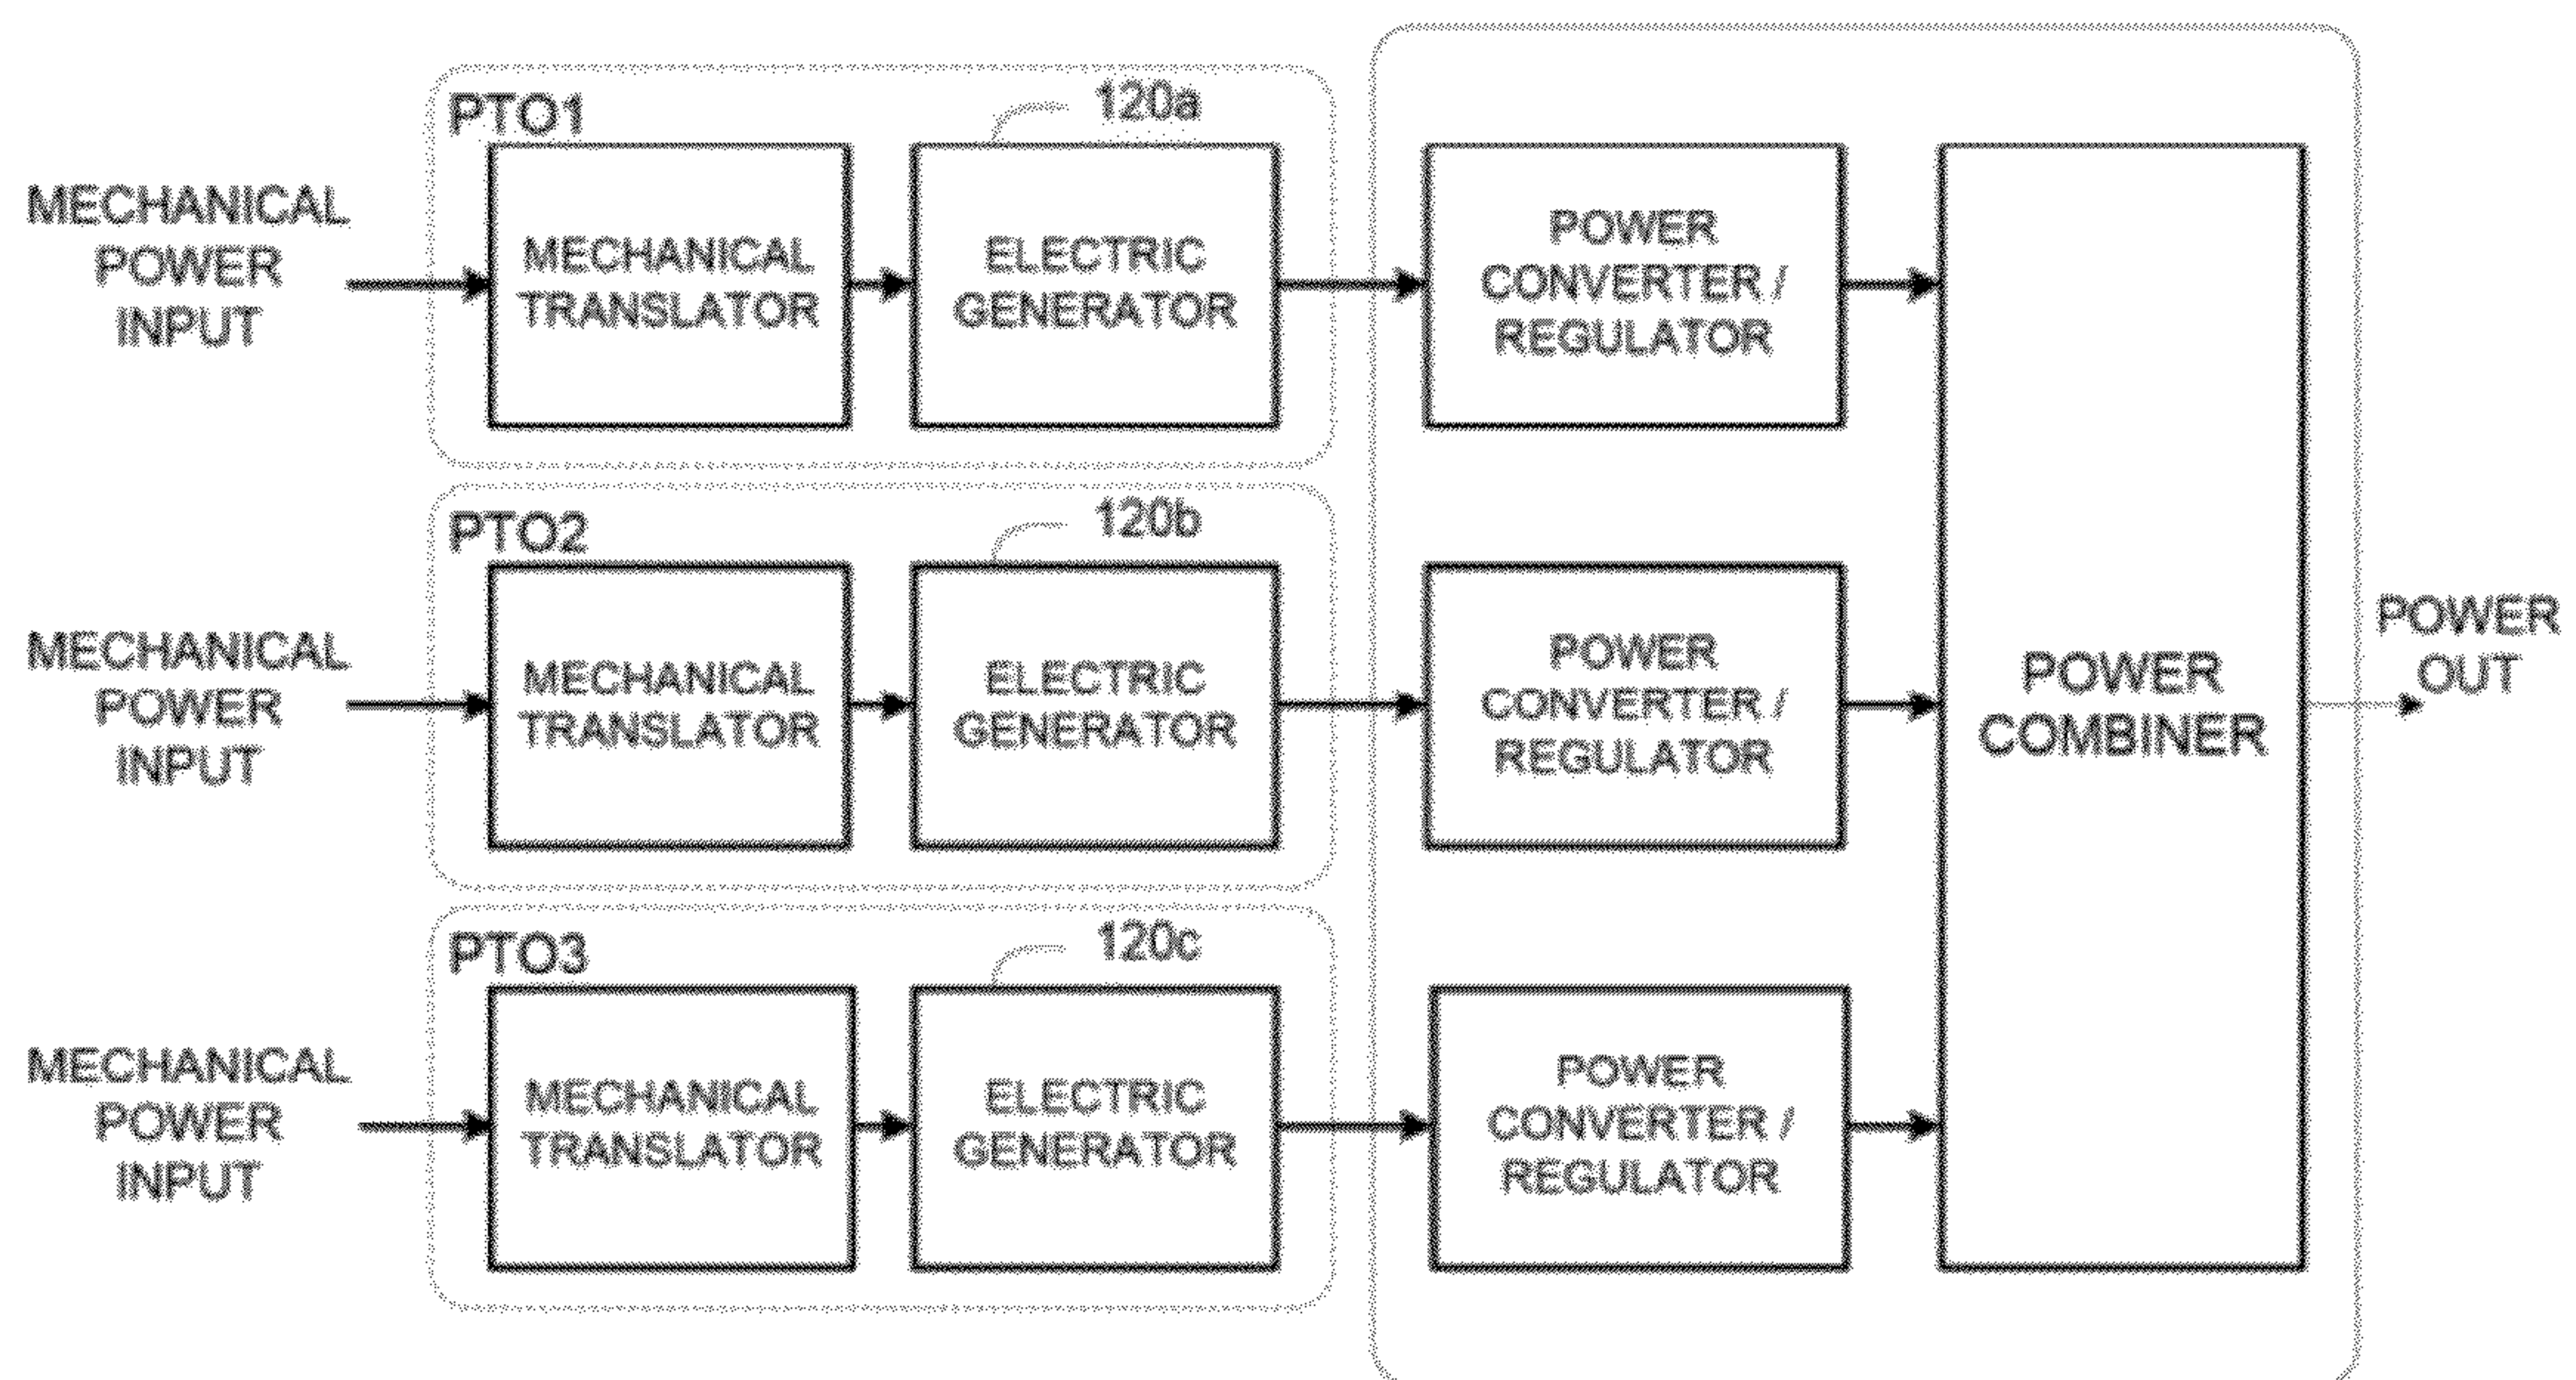 PTO1
120a
MECHANICAL
POWER
INPUT
MECHANICAL
TRANSLATOR
ELECTRIC
GENERATOR
POWER
CONVERTER /
REGULATOR
PTO2
120b
MECHANICAL
POWER
INPUT
MECHANICAL
TRANSLATOR
ELECTRIC
GENERATOR
POWER
CONVERTER /
REGULATOR
POWER
COMBINER
POWER
OUT
PTO3
120c
MECHANICAL
POWER
INPUT
MECHANICAL
TRANSLATOR
ELECTRIC
GENERATOR
POWER
CONVERTER /
REGULATOR